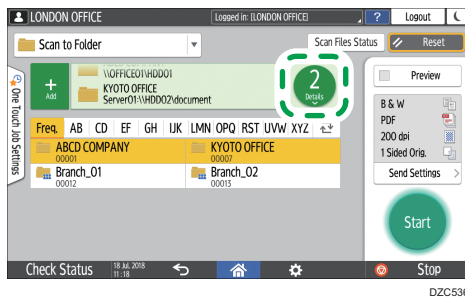 LONDON OFFICE
Logged in: [LONDON OFFICE]
?
Logout
Scan to Folder
Scan Files Status
Reset
One Touch Job Settings
+
Add
\\OFFICE01\HDD01
KYOTO OFFICE
Server01:\\HDD02\document
2
Details
Preview
B & W
PDF
200 dpi
1 Sided Orig.
Send Settings
Freq. AB CD EF GH IJK LMN OPQ RST UVW XYZ
ABCD COMPANY
00001
KYOTO OFFICE
00007
Branch_01
00012
Branch_02
00013
Start
Check Status
18 Jul. 2018
11:18
Stop
DZC536